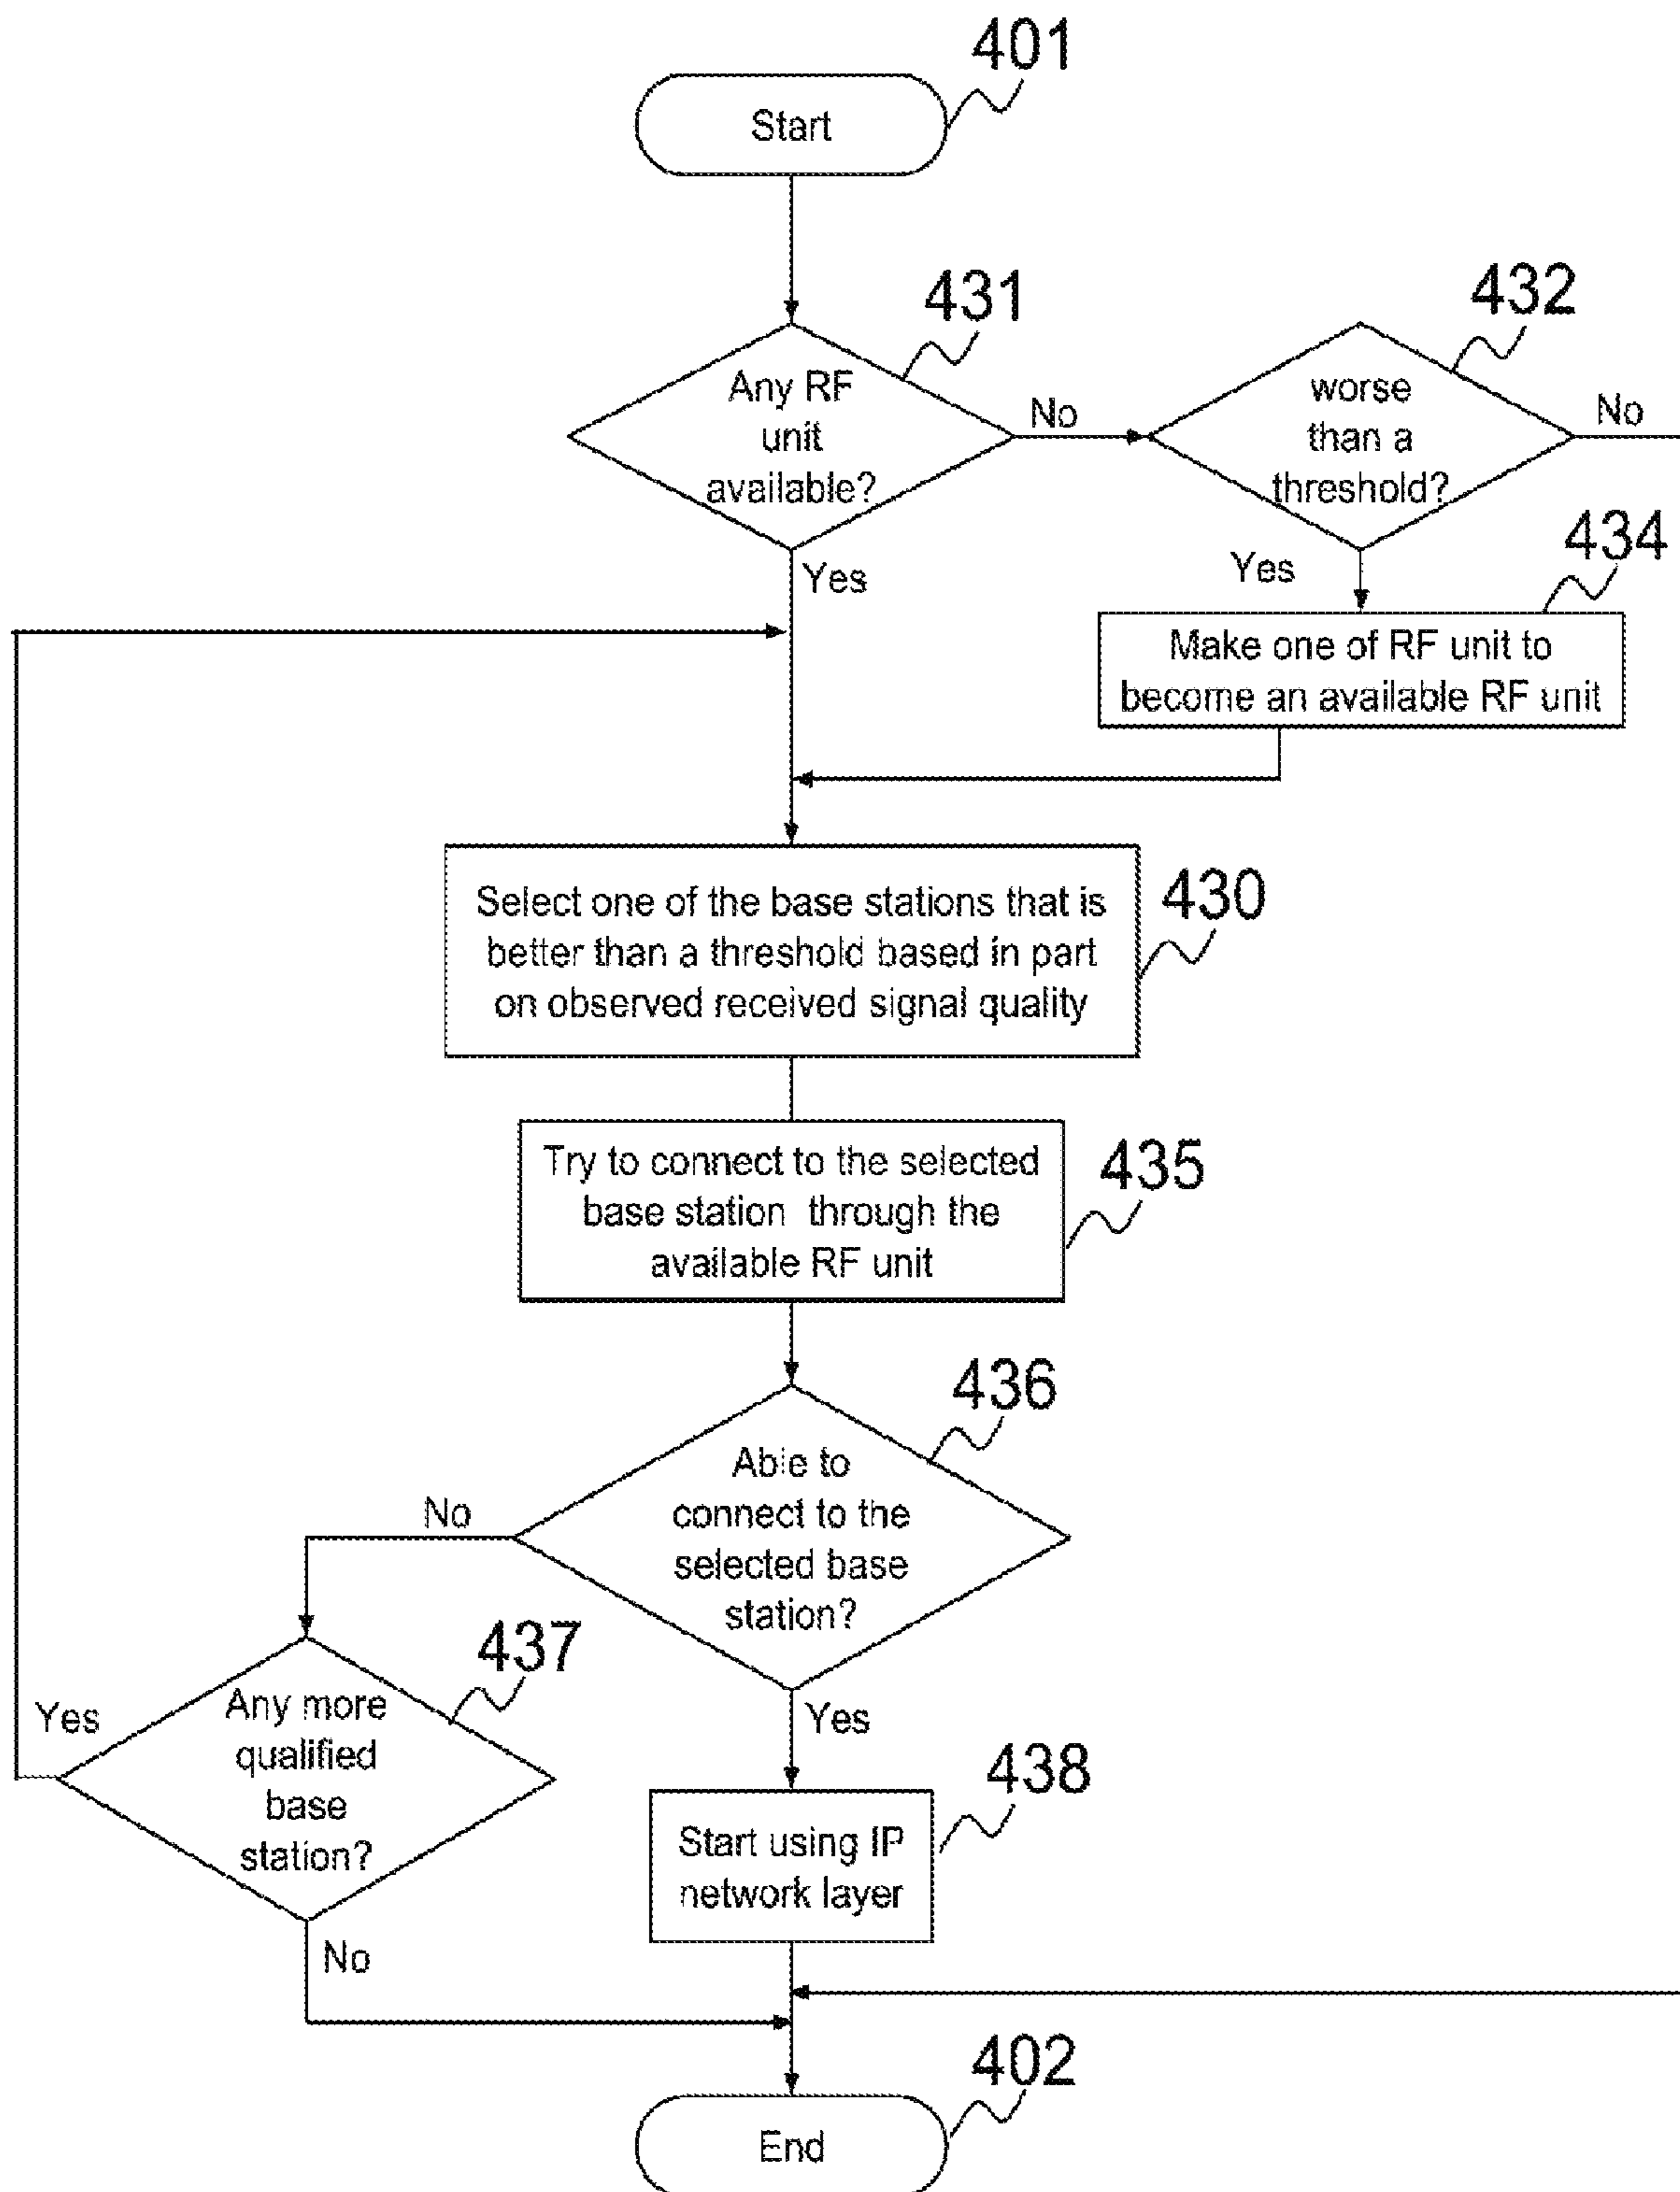 401
Start
431
Any RF
unit
available?
No
432
worse
than a
threshold?
No
Yes
Yes
434
Make one of RF unit to
become an available RF unit
Select one of the base stations that is
better than a threshold based in part
on observed received signal quality
430
Try to connect to the selected
base station through the
available RF unit
435
436
Able to
connect to the
selected base
station?
No
437
Any more
qualified
base
station?
Yes
Yes
438
Start using IP
network layer
No
402
End